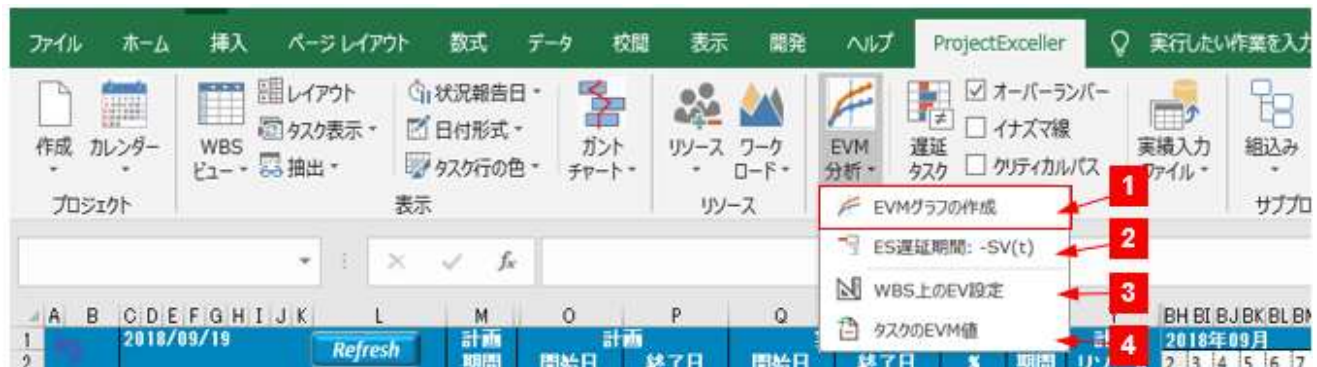 ファイル ホーム 挿入 ページ レイアウト 数式 データ 校閲 表示 開発 ヘルプ ProjectExceller 実行したい作業を入力
作成 カレンダー WBS レイアウト 状況報告日 ガント リソース ワーク EVM 遅延 オーバーランバー 実績入力 組込み
ビュー タスク表示 日付形式 チャート ロード 分析 タスク イナズマ線 ファイル
抽出 タスク行の色 クリティカルパス
プロジェクト 表示 リソース サブプロ
EVMグラフの作成 1
ES遅延期間: -SV(t) 2
WBS上のEV設定 3
タスクのEVM値 4
fx
A B C D E F G H I J K L M O P Q BH BI BJ BK BL BM
1 2018/09/19 Refresh 計画 計画 2018年09月
2 期間 開始日 終了日 開始日 終了日 % 期間 2 3 4 5 6 7